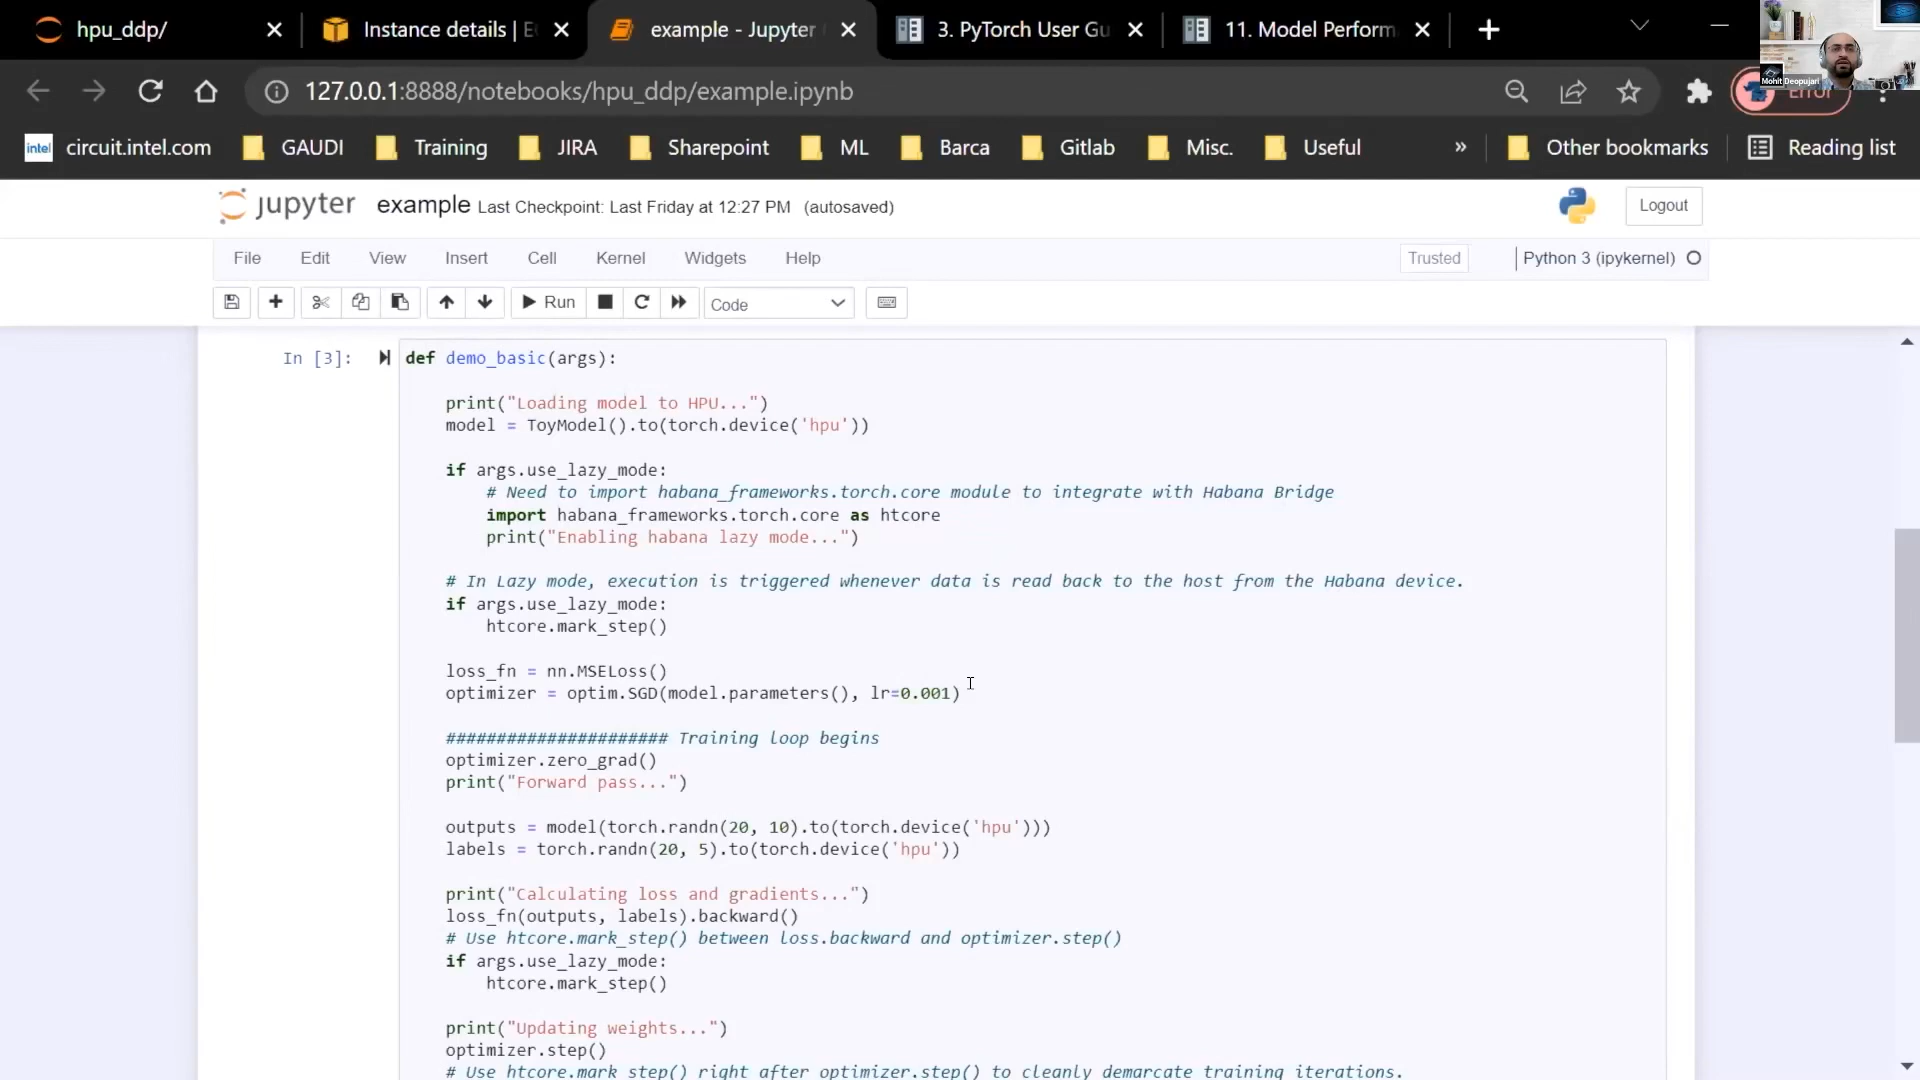 hpu_ddp/
Instance details | E
example - Jupyter
3. PyTorch User Gu
11. Model Perform
127.0.0.1:8888/notebooks/hpu_ddp/example.ipynb
Error
Mohit Deopujari
intel circuit.intel.com
GAUDI
Training
JIRA
Sharepoint
ML
Barca
Gitlab
Misc.
Useful
»
Other bookmarks
Reading list
jupyter example Last Checkpoint: Last Friday at 12:27 PM (autosaved)
Logout
File Edit View Insert Cell Kernel Widgets Help
Trusted
Python 3 (ipykernel)
Run
Code
In [3]:
def demo_basic(args):
print("Loading model to HPU...")
model = ToyModel().to(torch.device('hpu'))
if args.use_lazy_mode:
# Need to import habana_frameworks.torch.core module to integrate with Habana Bridge
import habana_frameworks.torch.core as htcore
print("Enabling habana lazy mode...")
# In Lazy mode, execution is triggered whenever data is read back to the host from the Habana device.
if args.use_lazy_mode:
htcore.mark_step()
loss_fn = nn.MSELoss()
optimizer = optim.SGD(model.parameters(), lr=0.001)
###################### Training loop begins
optimizer.zero_grad()
print("Forward pass...")
outputs = model(torch.randn(20, 10).to(torch.device('hpu')))
labels = torch.randn(20, 5).to(torch.device('hpu'))
print("Calculating loss and gradients...")
loss_fn(outputs, labels).backward()
# Use htcore.mark_step() between loss.backward and optimizer.step()
if args.use_lazy_mode:
htcore.mark_step()
print("Updating weights...")
optimizer.step()
# Use htcore.mark_step() right after optimizer.step() to cleanly demarcate training iterations.